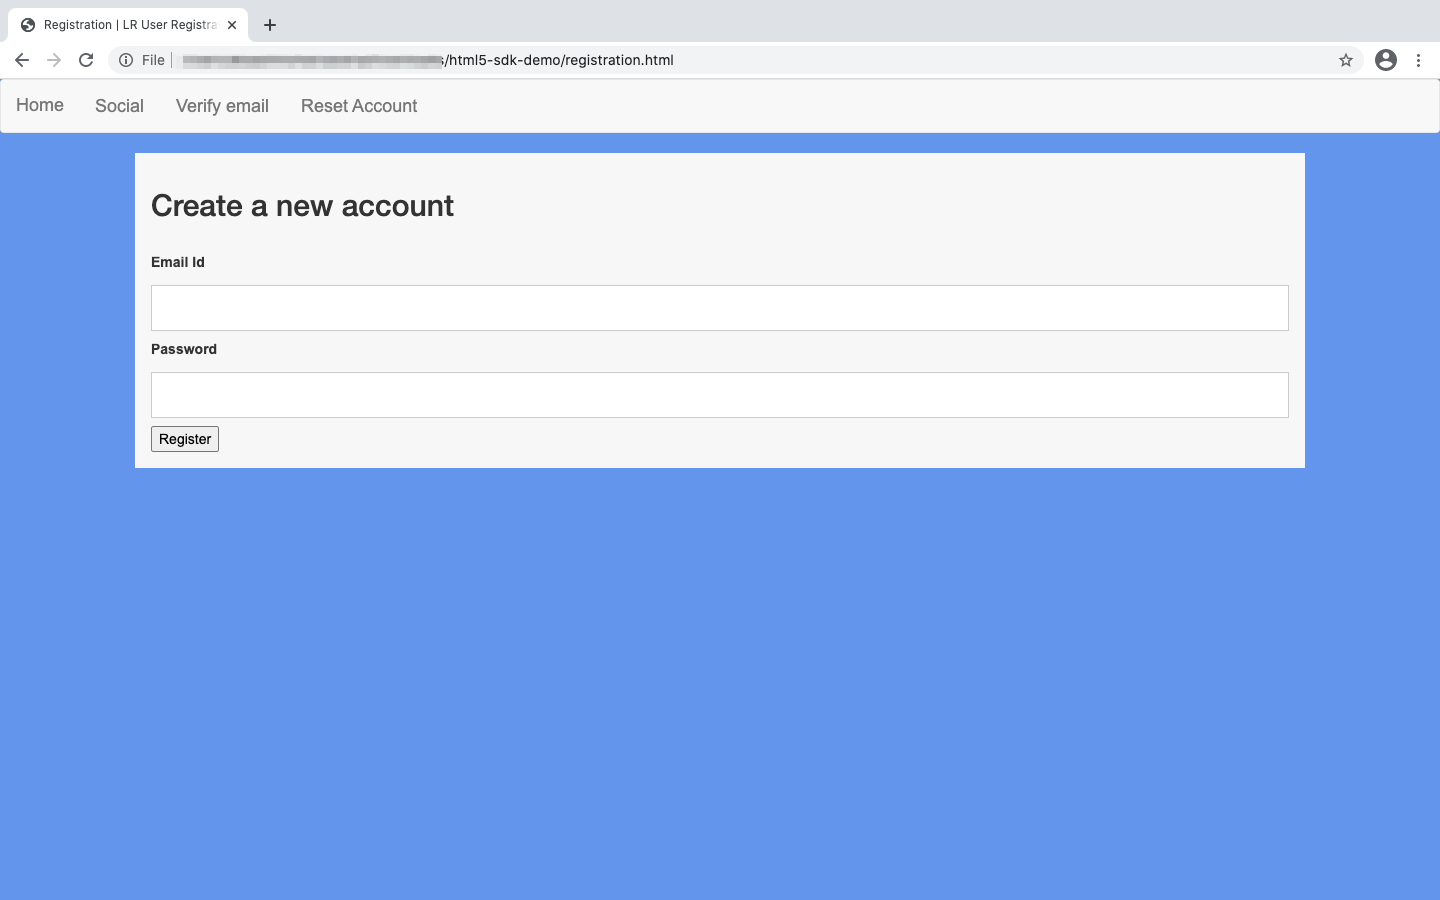 Registration | LR User Registra
File
s/html5-sdk-demo/registration.html
Home Social Verify email Reset Account
Create a new account
Email Id
Password
Register